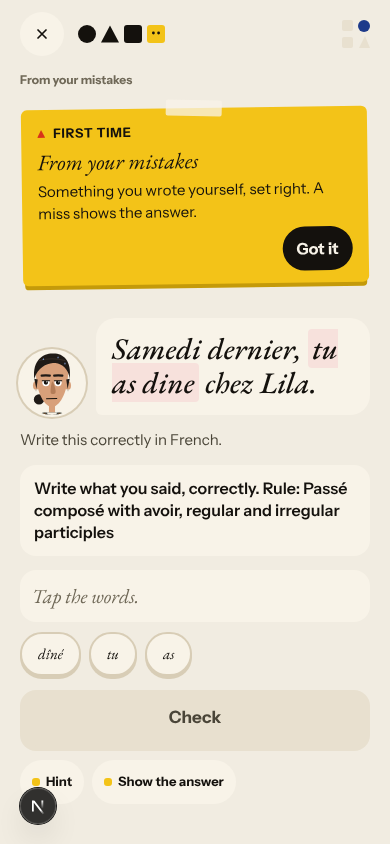 From your mistakes
FIRST TIME
From your mistakes
Something you wrote yourself, set right. A
miss shows the answer.
Got it
Samedi dernier, tu
as dine chez Lila.
Write this correctly in French.
Write what you said, correctly. Rule: Passé
composé with avoir, regular and irregular
participles
Tap the words.
dîné tu as
Check
Hint Show the answer
N